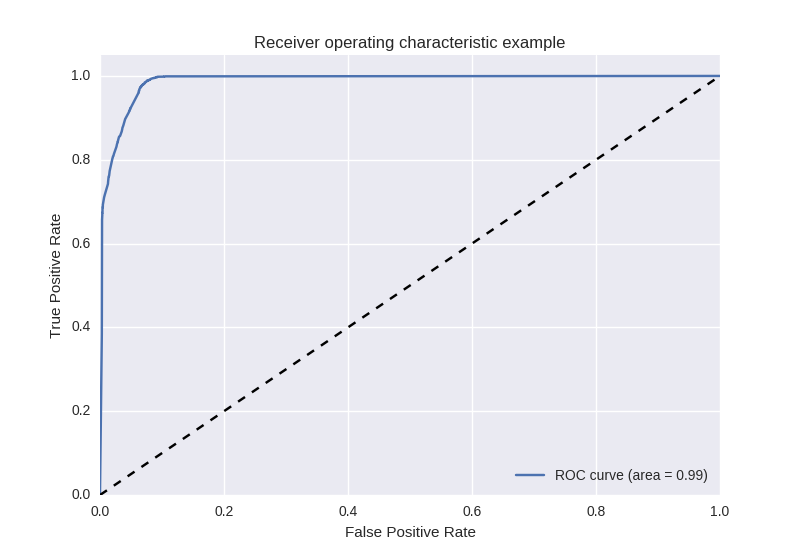 Receiver operating characteristic example
True Positive Rate
1.0
0.8
0.6
0.4
0.2
0.0
ROC curve (area = 0.99)
0.0 0.2 0.4 0.6 0.8 1.0
False Positive Rate